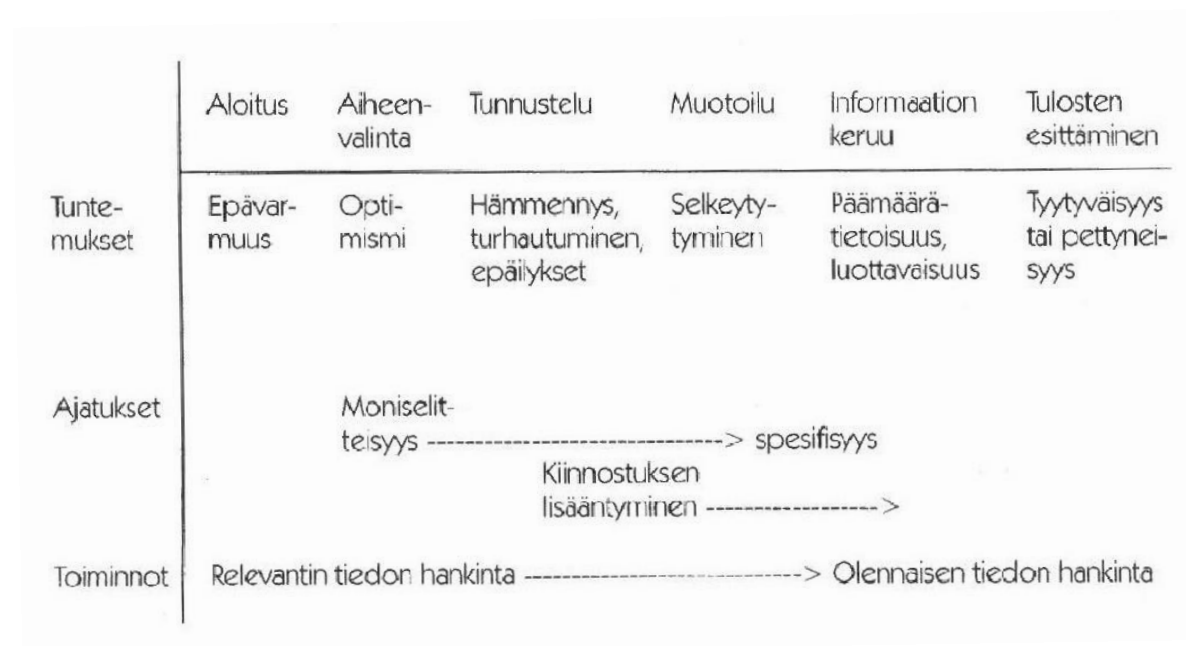 Aloitus Aiheen- Tunnustelu Muotoilu Informaation Tulosten
valinta keruu esittäminen
Tunte- Epävar- Opti- Hämmennys, Selkeyty- Päämäärä- Tyytyväisyys
mukset muus mismi turhautuminen, tyminen tietoisuus, tai pettynei-
epäilykset luottavaisuus syys
Ajatukset Moniselit-
teisyys ---------------------------> spesifisyys
Kiinnostuksen
lisääntyminen ------------------>
Toiminnot Relevantin tiedon hankinta --------------------------> Olennaisen tiedon hankinta